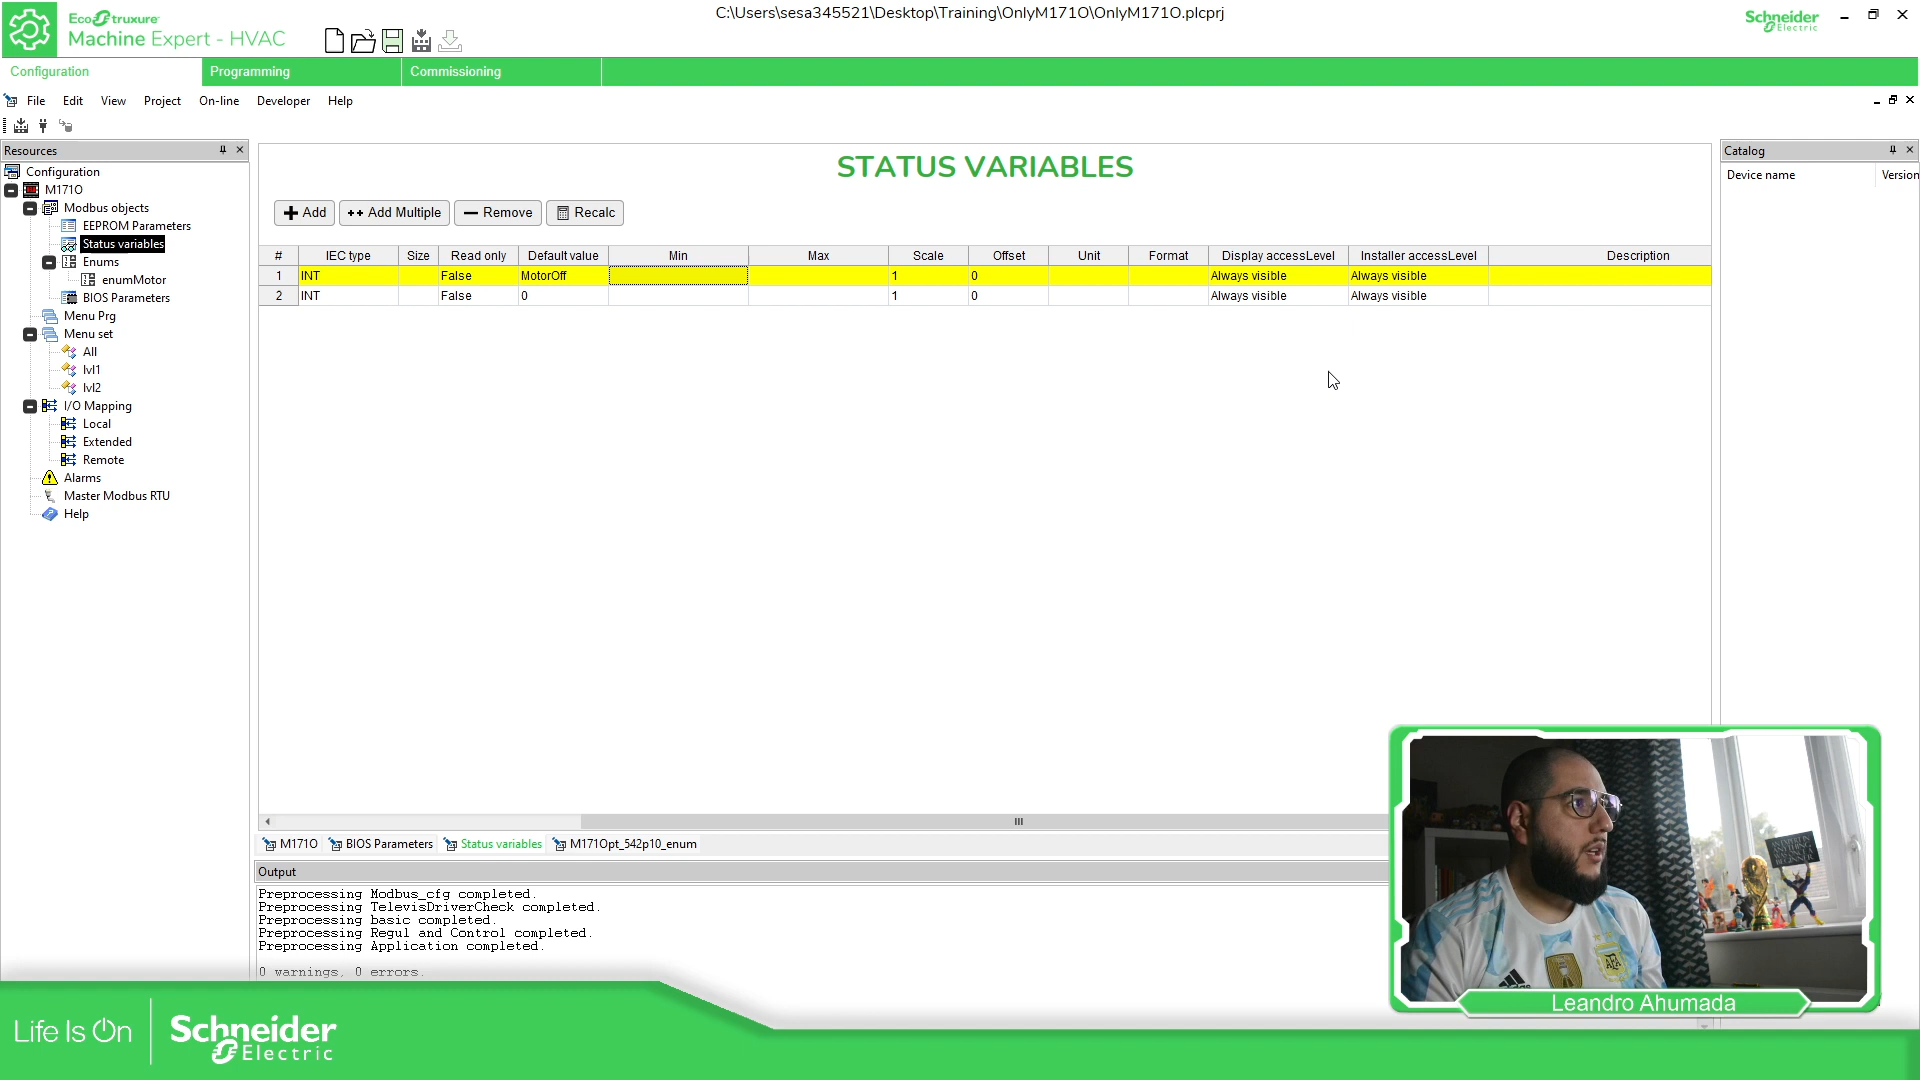 EcoStruxure
Machine Expert - HVAC
C:\Users\sesa345521\Desktop\Training\OnlyM171O\OnlyM171O.plcprj
Schneider
Electric
Configuration
Programming
Commissioning
File Edit View Project On-line Developer Help
Resources
Catalog
Configuration
M171O
Modbus objects
EEPROM Parameters
Status variables
Enums
enumMotor
BIOS Parameters
Menu Prg
Menu set
All
lvl1
lvl2
I/O Mapping
Local
Extended
Remote
Alarms
Master Modbus RTU
Help
STATUS VARIABLES
Add
Add Multiple
Remove
Recalc
# IEC type Size Read only Default value Min Max Scale Offset Unit Format Display accessLevel Installer accessLevel Description
1 INT False MotorOff 1 0 Always visible Always visible
2 INT False 0 1 0 Always visible Always visible
Device name Version
M171O BIOS Parameters Status variables M171Opt_542p10_enum
Output
Preprocessing Modbus_cfg completed.
Preprocessing TelevisDriverCheck completed.
Preprocessing basic completed.
Preprocessing Regul and Control completed.
Preprocessing Application completed.
0 warnings, 0 errors.
Leandro Ahumada
Life Is On
Schneider
Electric